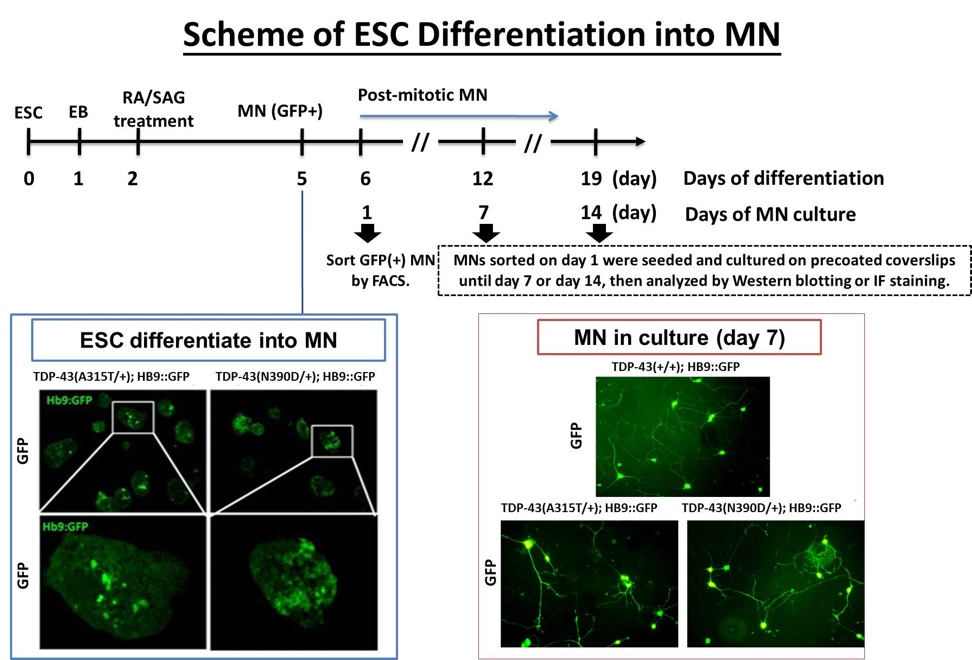 Scheme of ESC Differentiation into MN
ESC
EB
RA/SAG
treatment
MN (GFP+)
Post-mitotic MN
//
//
0
1
2
5
6
12
19 (day)
Days of differentiation
1
7
14 (day)
Days of MN culture
Sort GFP(+) MN
by FACS.
MNs sorted on day 1 were seeded and cultured on precoated coverslips
until day 7 or day 14, then analyzed by Western blotting or IF staining.
ESC differentiate into MN
TDP-43(A315T/+); HB9::GFP
TDP-43(N390D/+); HB9::GFP
Hb9:GFP
GFP
Hb9:GFP
GFP
MN in culture (day 7)
TDP-43(+/+); HB9::GFP
GFP
TDP-43(A315T/+); HB9::GFP
TDP-43(N390D/+); HB9::GFP
GFP